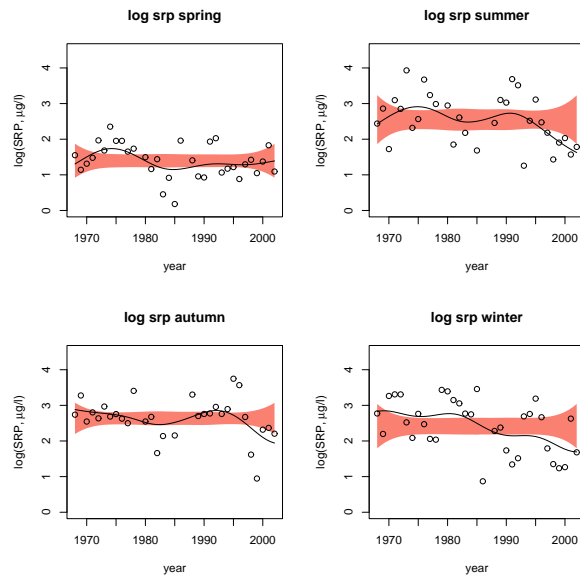 log srp spring
log(SRP, µg/l)
4
3
2
1
0
1970 1980 1990 2000
year
log srp summer
log(SRP, µg/l)
4
3
2
1
0
1970 1980 1990 2000
year
log srp autumn
log(SRP, µg/l)
4
3
2
1
0
1970 1980 1990 2000
year
log srp winter
log(SRP, µg/l)
4
3
2
1
0
1970 1980 1990 2000
year